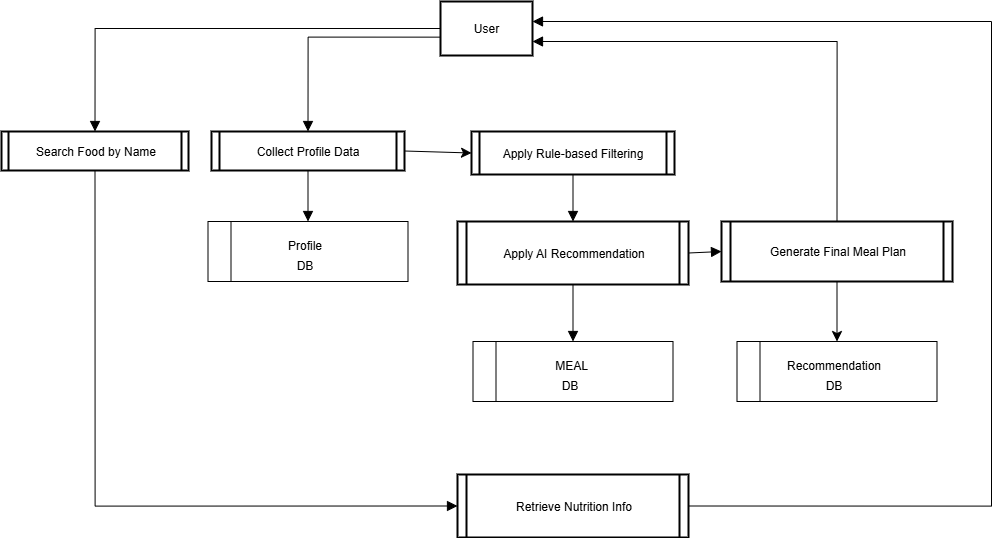 User
Search Food by Name
Collect Profile Data
Apply Rule-based Filtering
Profile
DB
Apply AI Recommendation
Generate Final Meal Plan
MEAL
DB
Recommendation
DB
Retrieve Nutrition Info